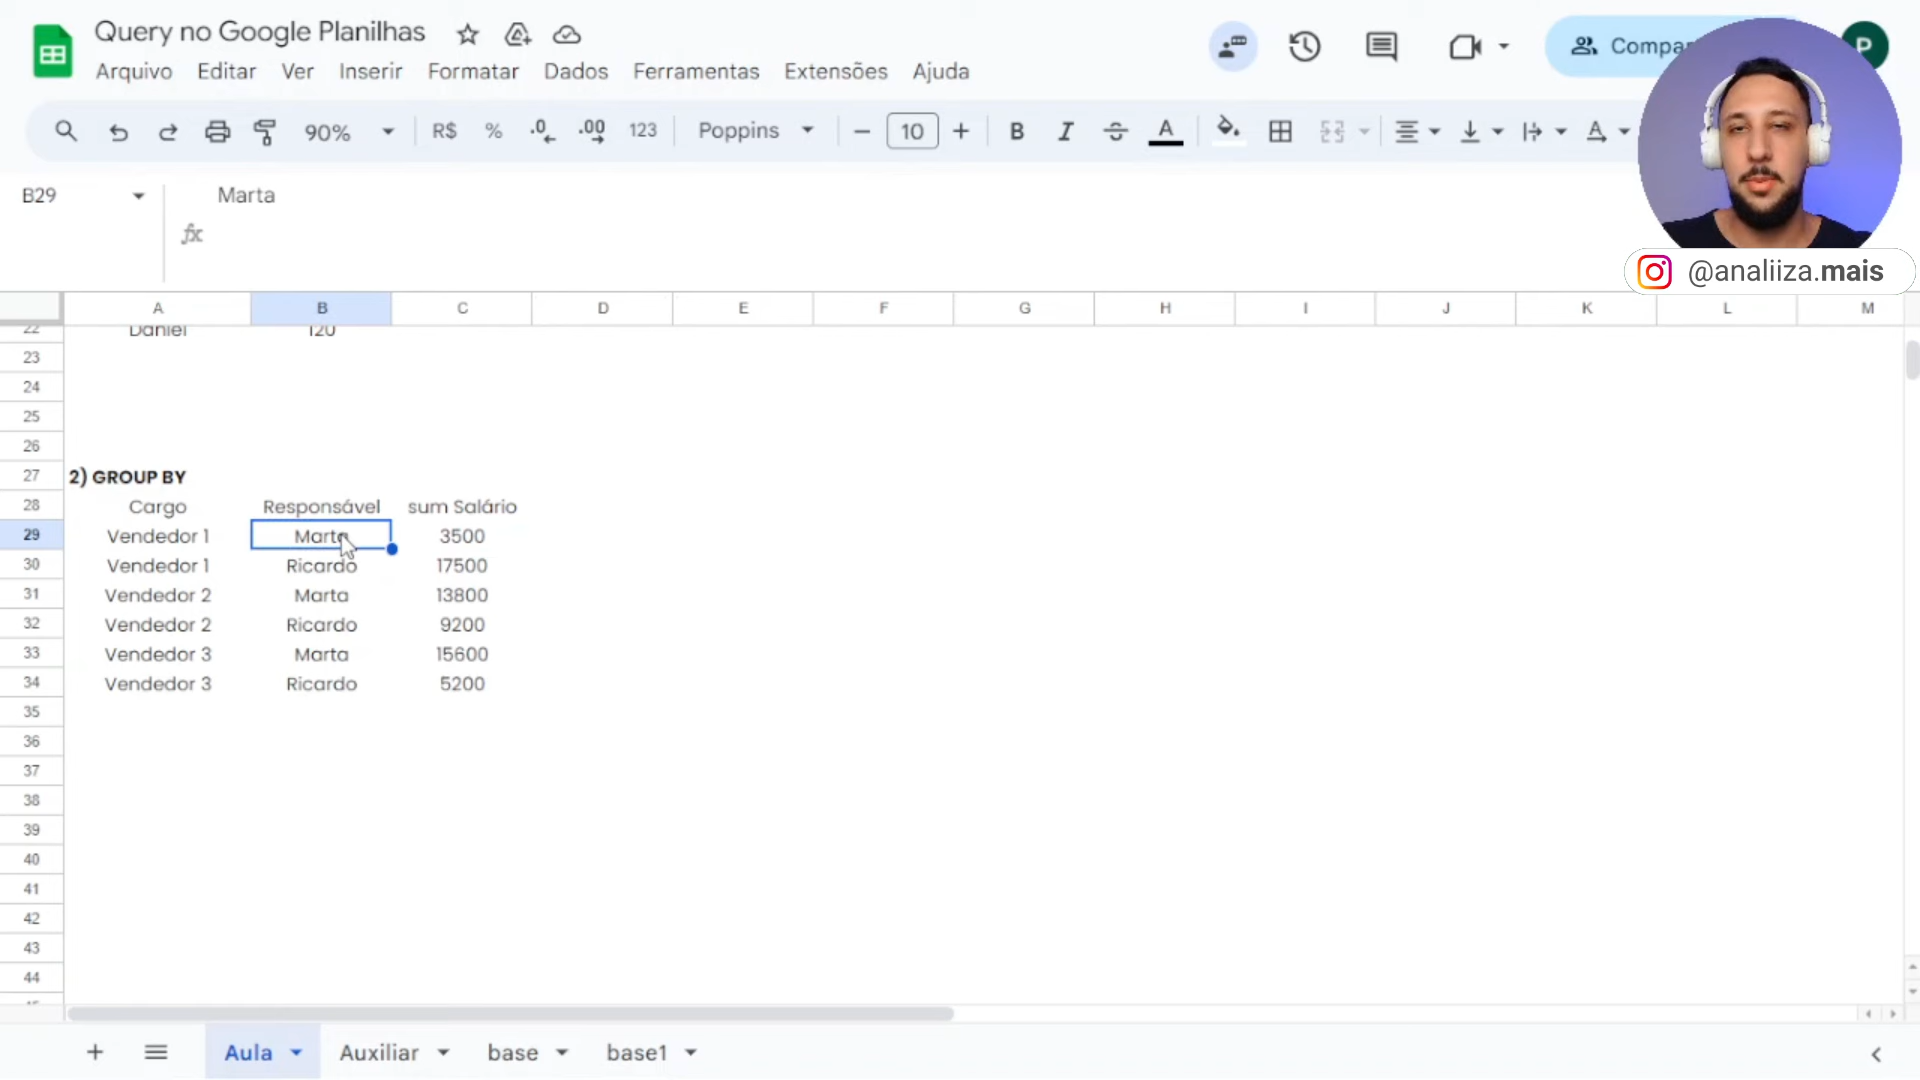 Query no Google Planilhas
Arquivo Editar Ver Inserir Formatar Dados Ferramentas Extensões Ajuda
P
90% R$ % .0 .00 123 Poppins 10 B I A A
@analiiza.mais
B29 Marta
fx
A B C D E F G H I J K L M
22 Daniel 120
23
24
25
26
27 2) GROUP BY
28 Cargo Responsável sum Salário
29 Vendedor 1 Marta 3500
30 Vendedor 1 Ricardo 17500
31 Vendedor 2 Marta 13800
32 Vendedor 2 Ricardo 9200
33 Vendedor 3 Marta 15600
34 Vendedor 3 Ricardo 5200
35
36
37
38
39
40
41
42
43
44
Aula Auxiliar base base1